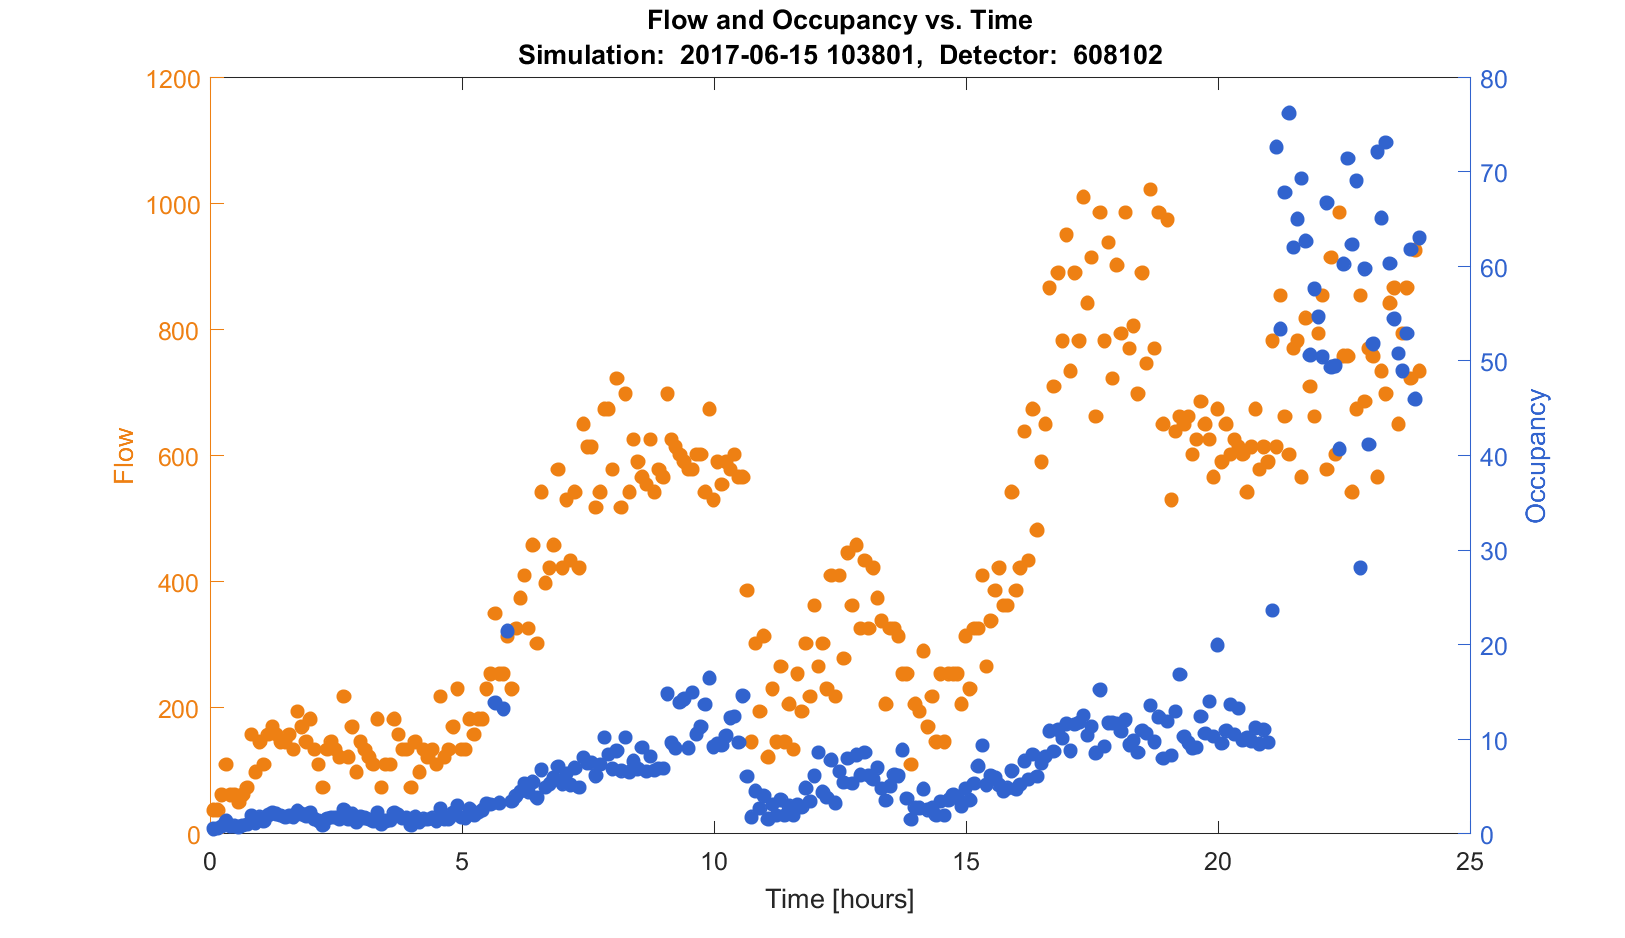 Flow and Occupancy vs. Time
Simulation:  2017-06-15 103801,  Detector:  608102
1200
1000
800
600
400
200
0
Flow
80
70
60
50
40
30
20
10
0
Occupancy
0 5 10 15 20 25
Time [hours]